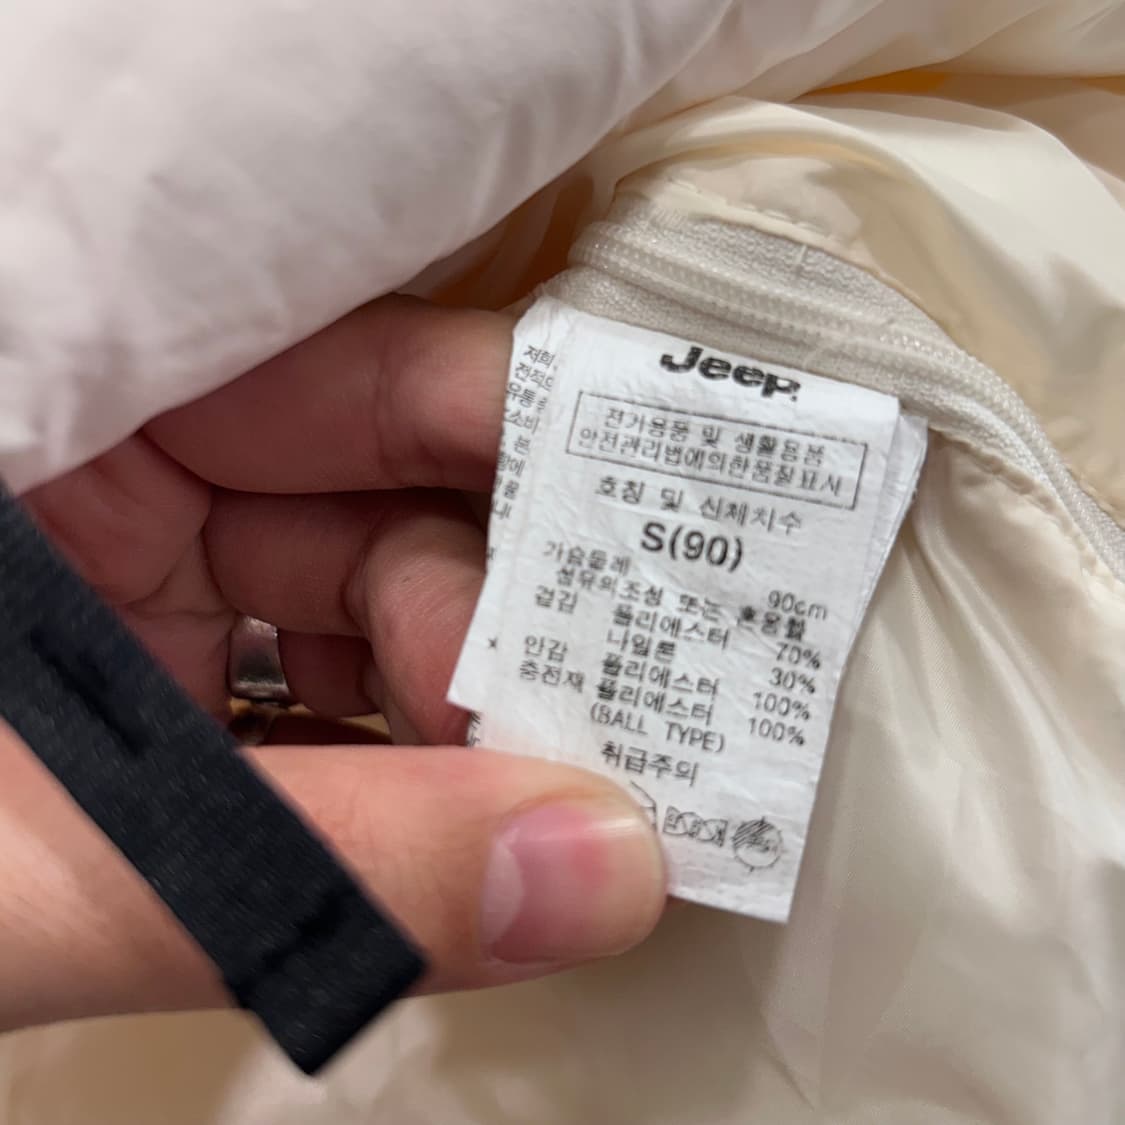 Jeep
전기용품 및 생활용품
안전관리법에의한품질표시
호칭 및 신체치수
S(90)
가슴둘레 90cm
섬유의조성 또는 혼용율
겉감 폴리에스터 70%
나일론 30%
안감 폴리에스터 100%
충전재 폴리에스터 100%
(BALL TYPE)
취급주의